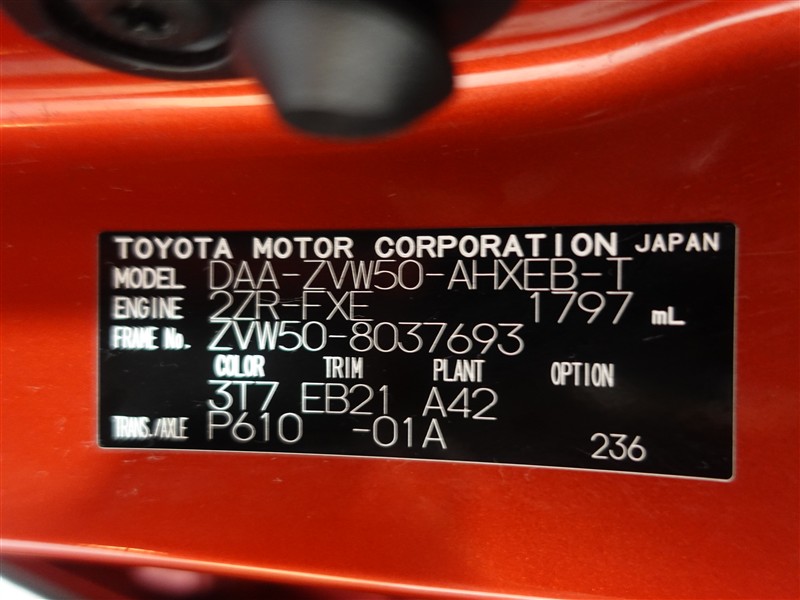 TOYOTA MOTOR CORPORATION JAPAN
MODEL DAA-ZVW50-AHXEB-T
ENGINE 2ZR-FXE 1797 mL
FRAME No. ZVW50-8037693
COLOR TRIM PLANT OPTION
3T7 EB21 A42
TRANS./AXLE P610 -01A 236